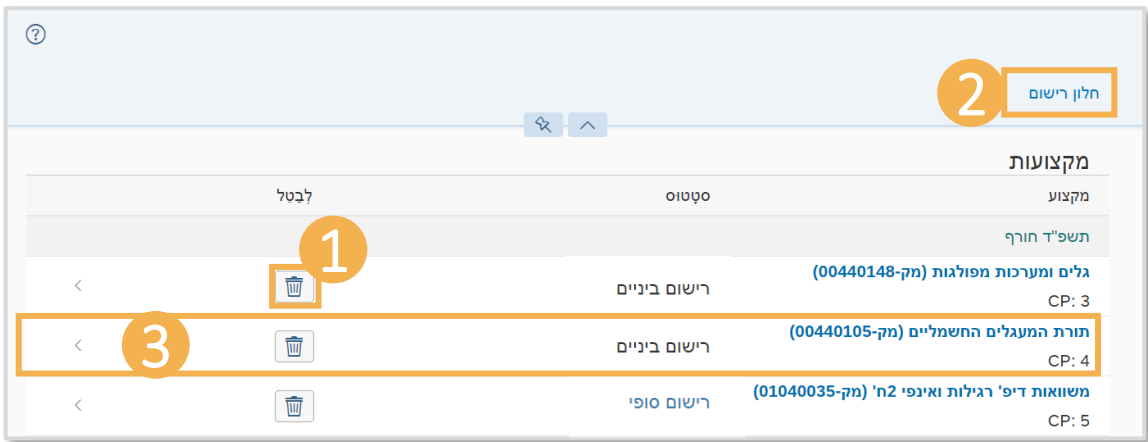 ?
חלון רישום
2
מקצועות
מקצוע סטָטוּס לְבַטֵל
תשפ"ד חורף
1
גלים ומערכות מפולגות (מק-00440148)
רישום ביניים
CP: 3
תורת המעגלים החשמליים (מק-00440105)
רישום ביניים
3
CP: 4
משוואות דיפ' רגילות ואינפי 2ח' (מק-01040035)
רישום סופי
CP: 5